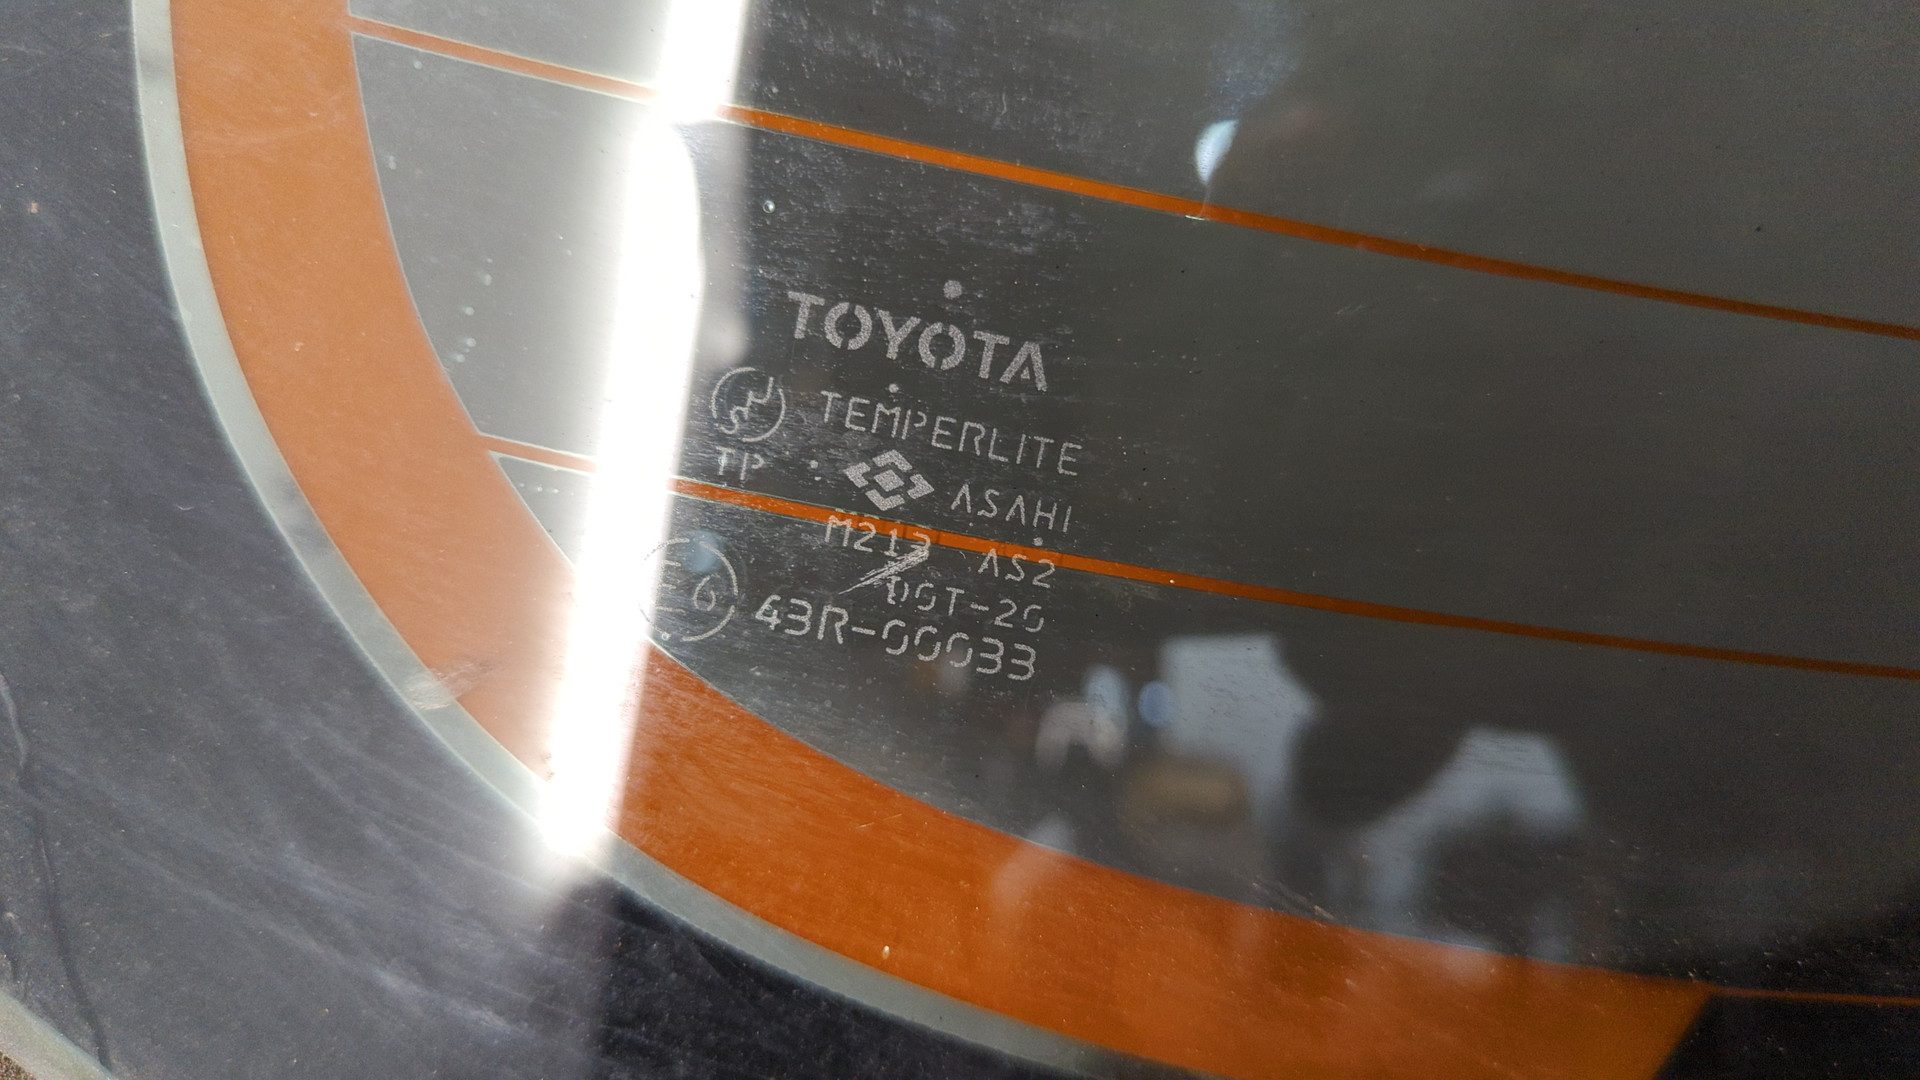 TOYOTA
TEMPERLITE
TP
ASAHI
M213 AS2
DOT-20
E6 43R-00033